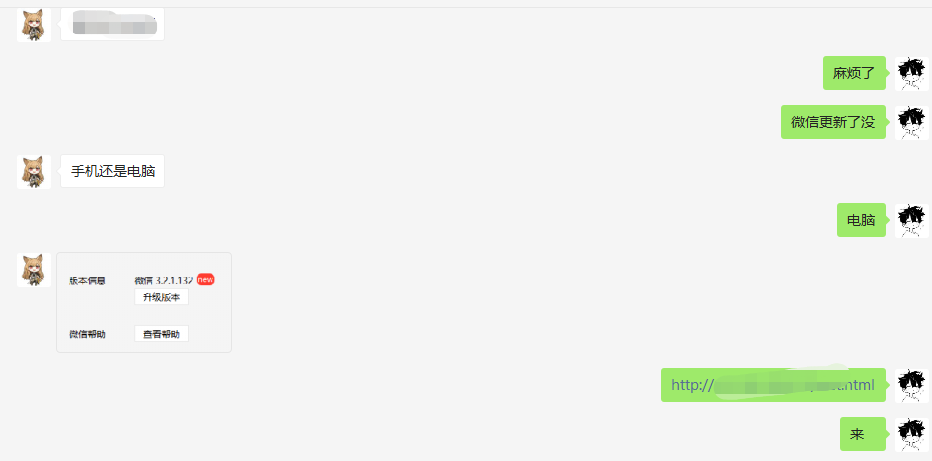 麻烦了
微信更新了没
手机还是电脑
电脑
版本信息 微信 3.2.1.132 new
升级版本
微信帮助 查看帮助
http:// .html
来